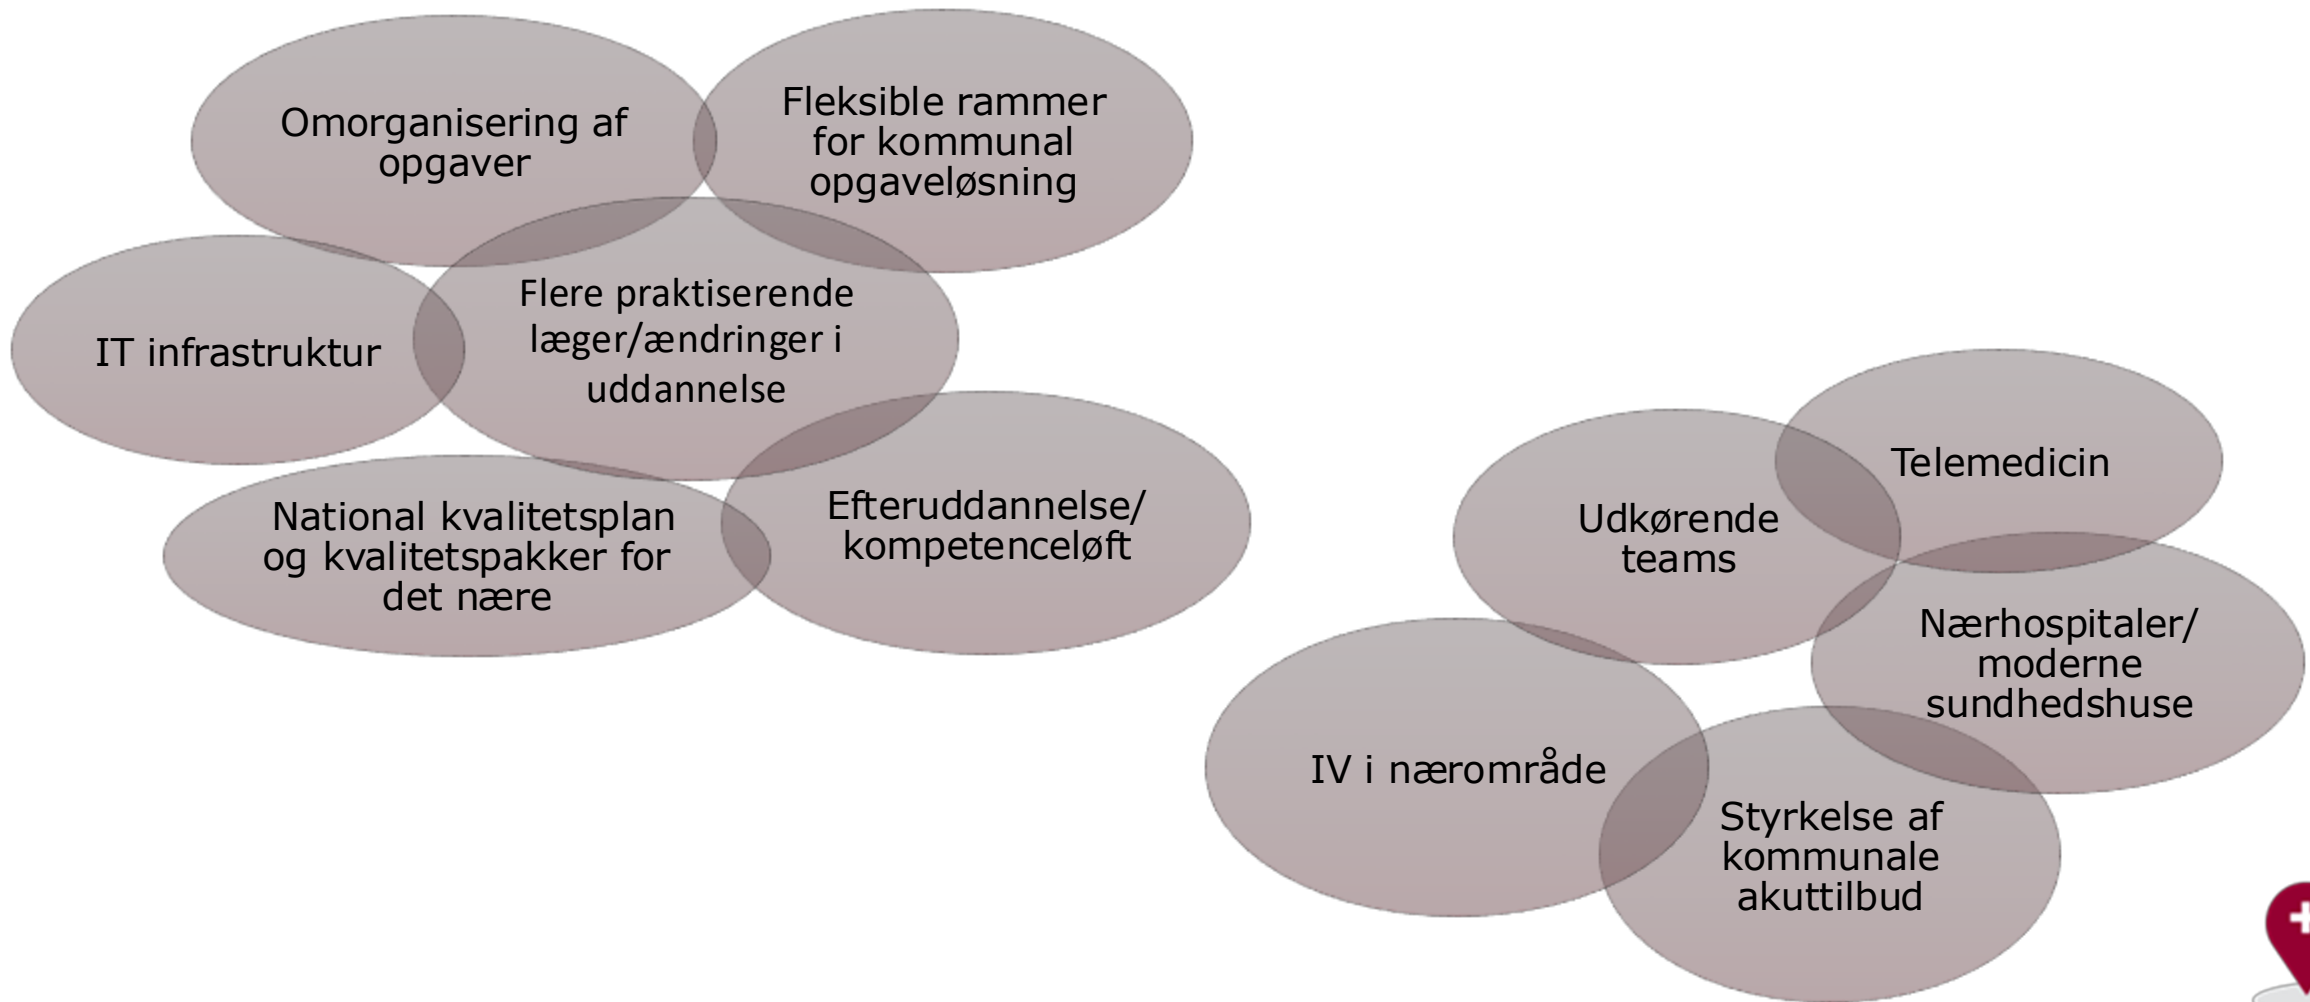 Omorganisering af
opgaver
Fleksible rammer
for kommunal
opgaveløsning
IT infrastruktur
Flere praktiserende
læger/ændringer i
uddannelse
National kvalitetsplan
og kvalitetspakker for
det nære
Efteruddannelse/
kompetenceløft
Telemedicin
Udkørende
teams
Nærhospitaler/
moderne
sundhedshuse
IV i nærområde
Styrkelse af
kommunale
akuttilbud